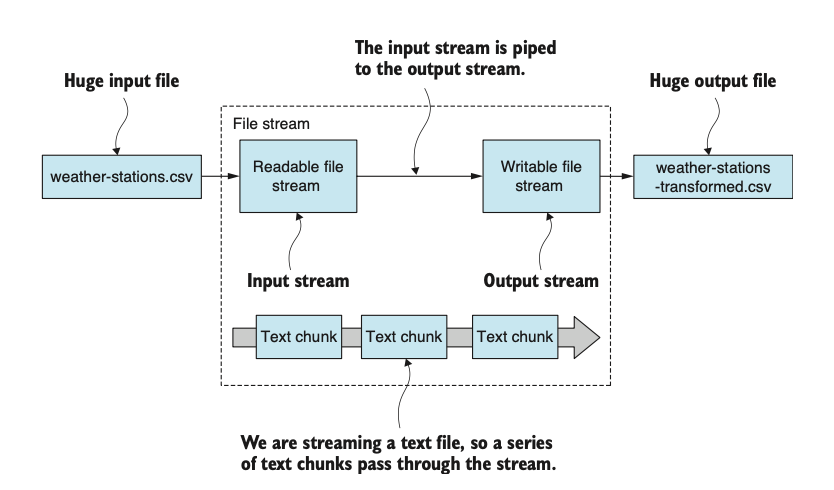 The input stream is piped
to the output stream.
Huge input file
Huge output file
File stream
weather-stations.csv
Readable file
stream
Writable file
stream
weather-stations
-transformed.csv
Input stream
Output stream
Text chunk
Text chunk
Text chunk
We are streaming a text file, so a series
of text chunks pass through the stream.